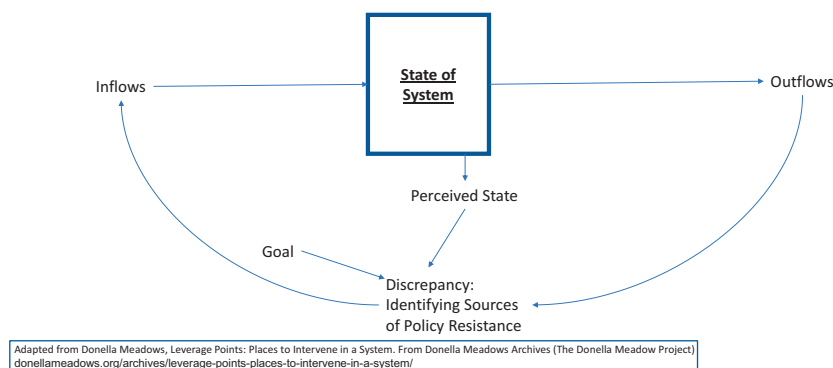 State of
System
Inflows
Outflows
Perceived State
Goal
Discrepancy:
Identifying Sources
of Policy Resistance
Adapted from Donella Meadows, Leverage Points: Places to Intervene in a System. From Donella Meadows Archives (The Donella Meadow Project)
donellameadows.org/archives/leverage-points-places-to-intervene-in-a-system/